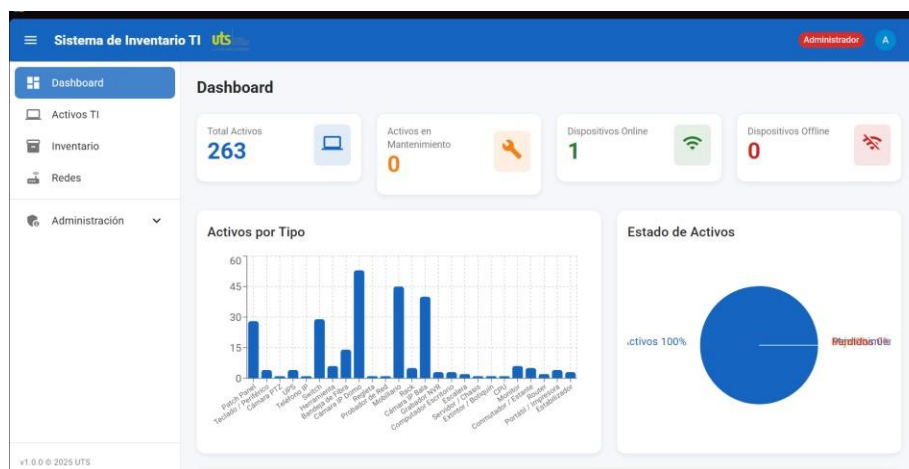 Sistema de Inventario TI uts
Administrador A
Dashboard
Activos TI
Inventario
Redes
Administración
v1.0.0 © 2025 UTS
Dashboard
Total Activos
263
Activos en
Mantenimiento
0
Dispositivos Online
1
Dispositivos Offline
0
Activos por Tipo
60
45
30
15
0
Patch Panel
Teclado / Periférico
Cámara PTZ
UPS
Teléfono IP
Switch
Herramienta
Bandeja de Fibra
Cámara IP Domo
Regleta
Probador de Red
Mobiliario
Rack
Cámara IP Bala
Grabador NVR
Computador Escritorio
Escalera
Servidor / Chasis
Extintor / Botiquín
CPU
Monitor
Conmutador / Estante
Router
Portátil / Impresora
Estabilizador
Estado de Activos
ctivos 100%